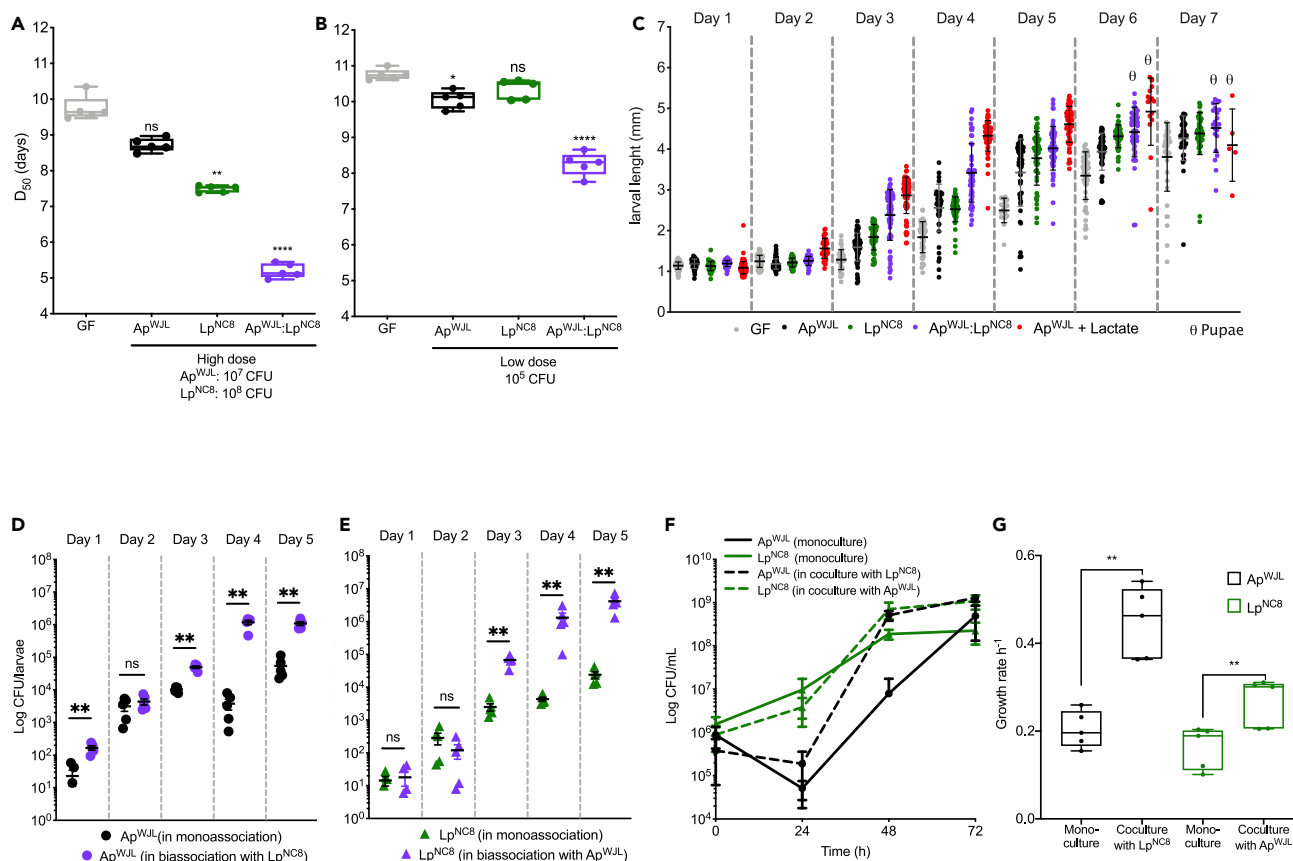 A
D50 (days)
12
11
10
9
8
7
6
5
4
ns
**
****
GF
ApWJL
LpNC8
ApWJL:LpNC8
High dose
ApWJL: 10^7 CFU
LpNC8: 10^8 CFU
B
12
11
10
9
8
7
6
5
4
*
ns
****
GF
ApWJL
LpNC8
ApWJL:LpNC8
Low dose
10^5 CFU
C
Day 1 Day 2 Day 3 Day 4 Day 5 Day 6 Day 7
larval lenght (mm)
7
6
5
4
3
2
1
0
θ θ θ θ
GF ApWJL LpNC8 ApWJL:LpNC8 ApWJL + Lactate θ Pupae
D
Day 1 Day 2 Day 3 Day 4 Day 5
Log CFU/larvae
10^8
10^7
10^6
10^5
10^4
10^3
10^2
10^1
10^0
** ns ** ** **
ApWJL(in monoassociation)
ApWJL (in biassociation with LpNC8)
E
Day 1 Day 2 Day 3 Day 4 Day 5
10^8
10^7
10^6
10^5
10^4
10^3
10^2
10^1
10^0
ns ns ** ** **
LpNC8 (in monoassociation)
LpNC8 (in biassociation with ApWJL)
F
ApWJL (monoculture)
LpNC8 (monoculture)
ApWJL (in coculture with LpNC8)
LpNC8 (in coculture with ApWJL)
Log CFU/mL
10^10
10^9
10^8
10^7
10^6
10^5
10^4
0 24 48 72
Time (h)
G
Growth rate h-1
0.6
0.4
0.2
0.0
**
**
ApWJL
LpNC8
Mono-
culture
Coculture
with LpNC8
Mono-
culture
Coculture
with ApWJL